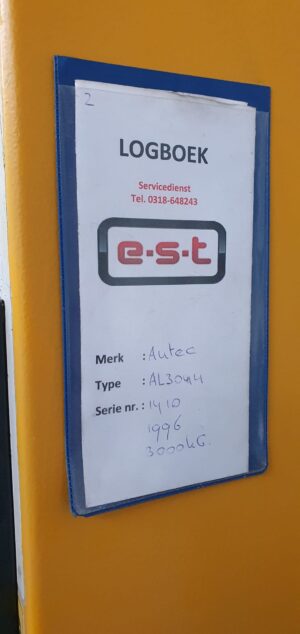 2
LOGBOEK
Servicedienst
Tel. 0318-648243
e·s·t
Merk : Autec
Type : AL3044
Serie nr. : 1410
1996
3000KG.